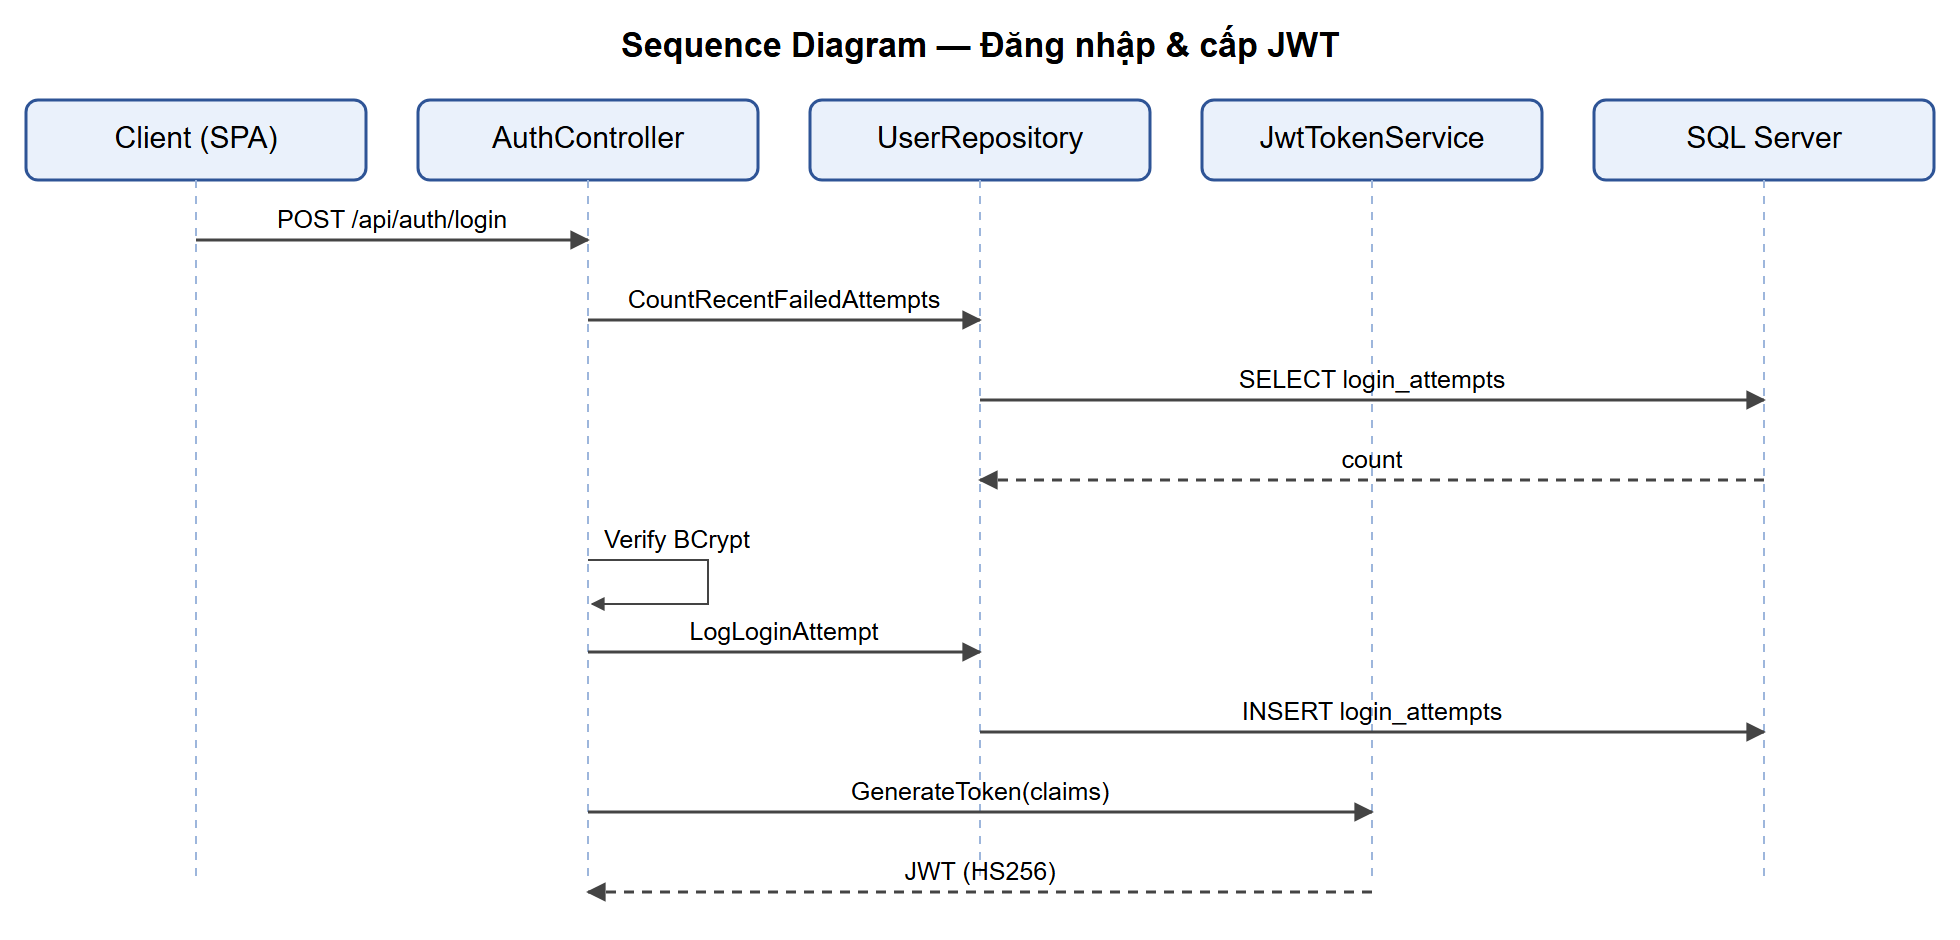 Sequence Diagram — Đăng nhập & cấp JWT
Client (SPA)
AuthController
UserRepository
JwtTokenService
SQL Server
POST /api/auth/login
CountRecentFailedAttempts
SELECT login_attempts
count
Verify BCrypt
LogLoginAttempt
INSERT login_attempts
GenerateToken(claims)
JWT (HS256)